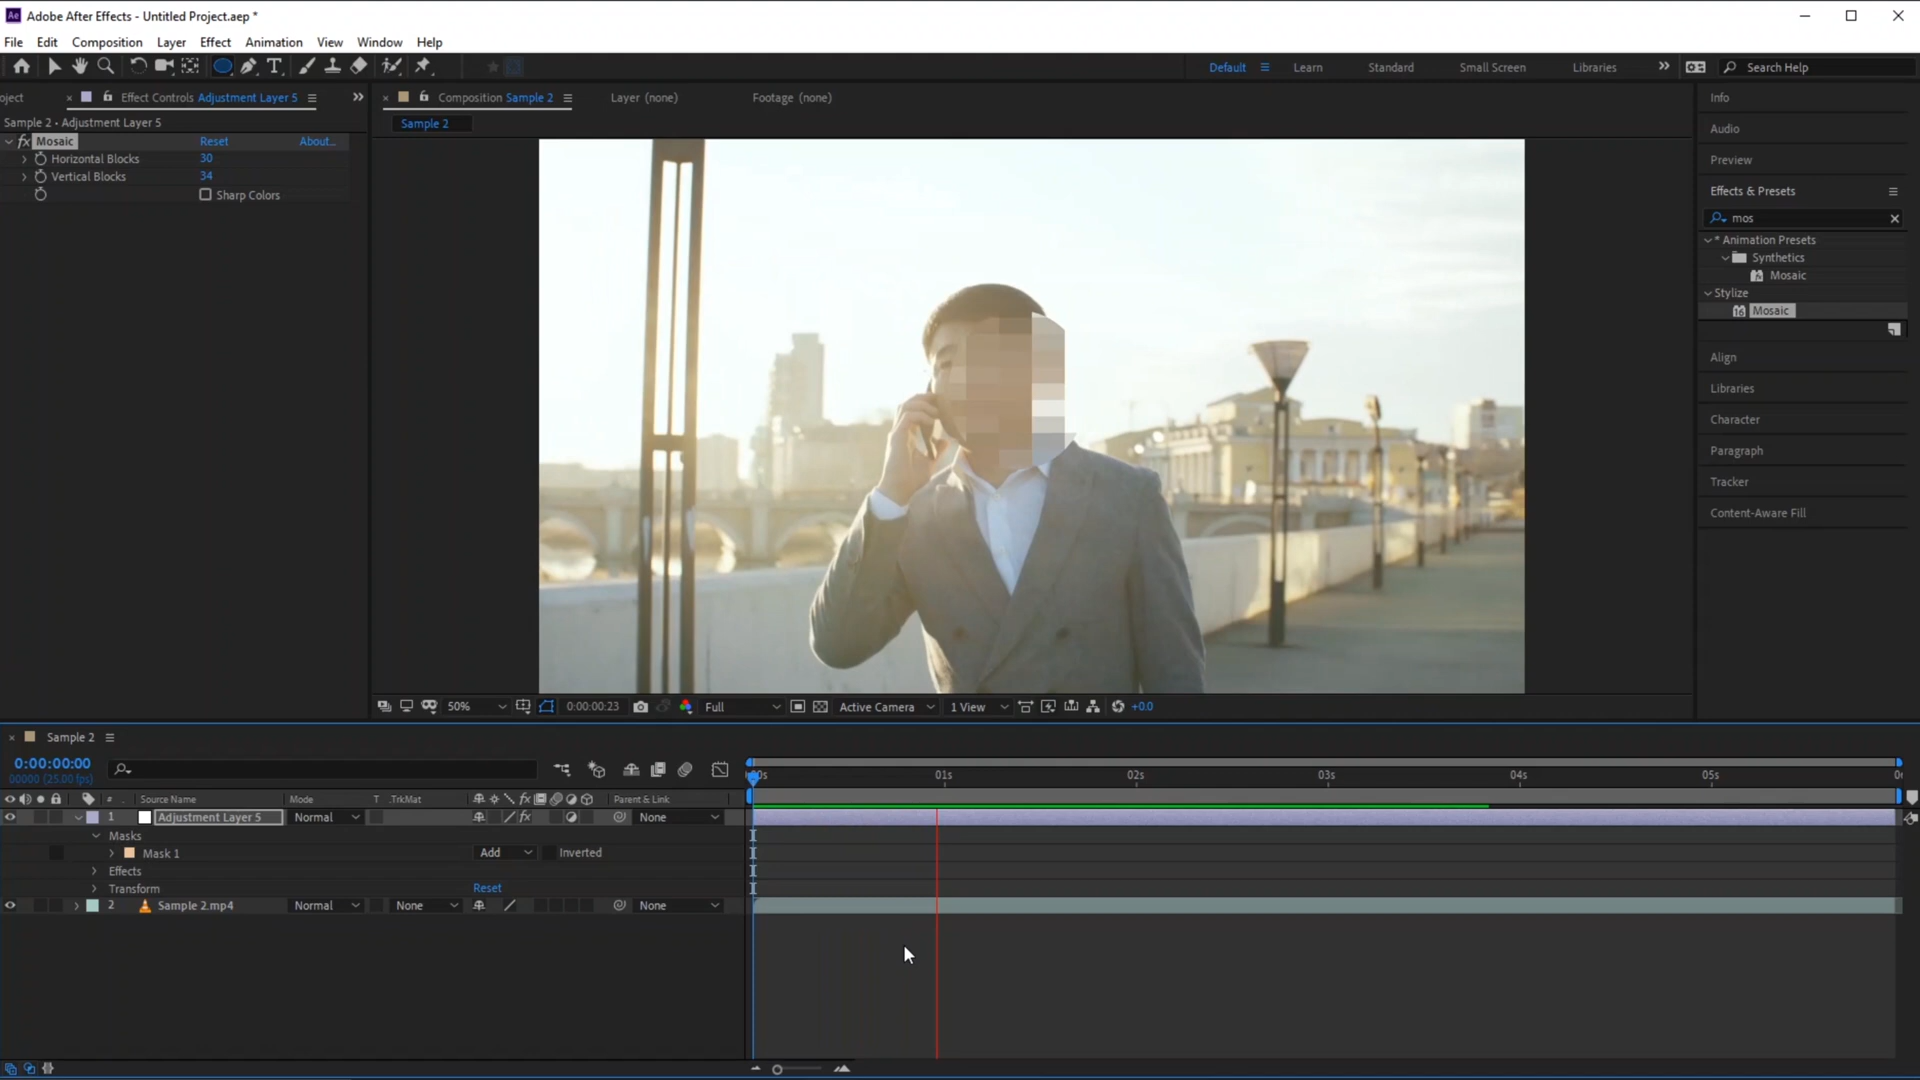 Adobe After Effects - Untitled Project.aep *
File Edit Composition Layer Effect Animation View Window Help
Default Learn Standard Small Screen Libraries Search Help
oject Effect Controls Adjustment Layer 5
Composition Sample 2 Layer (none) Footage (none)
Sample 2 • Adjustment Layer 5
Sample 2
fx Mosaic Reset About...
Horizontal Blocks 30
Vertical Blocks 34
Sharp Colors
Info
Audio
Preview
Effects & Presets
mos
* Animation Presets
Synthetics
Mosaic
Stylize
Mosaic
Align
Libraries
Character
Paragraph
Tracker
Content-Aware Fill
50% 0:00:00:23 Full Active Camera 1 View +0.0
Sample 2
0:00:00:00
00000 (25.00 fps)
01s 02s 03s 04s 05s
# Source Name Mode T .TrkMat Parent & Link
1 Adjustment Layer 5 Normal None
Masks
Mask 1 Add Inverted
Effects
Transform Reset
2 Sample 2.mp4 Normal None None